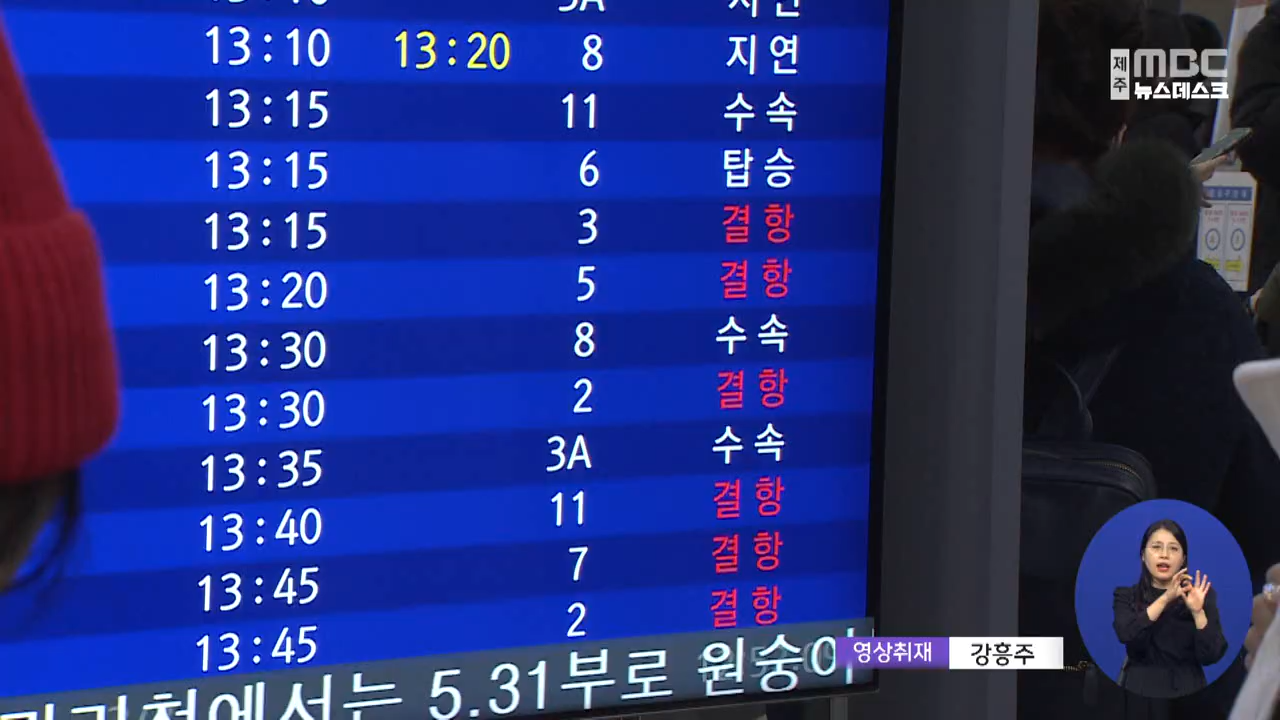 3A 지연
13:10 13:20 8 지연
13:15 11 수속
13:15 6 탑승
13:15 3 결항
13:20 5 결항
13:30 8 수속
13:30 2 결항
13:35 3A 수속
13:40 11 결항
13:45 7 결항
13:45 2 결항
5.31부로 원숭이
제주 MBC
뉴스데스크
영상취재 강흥주